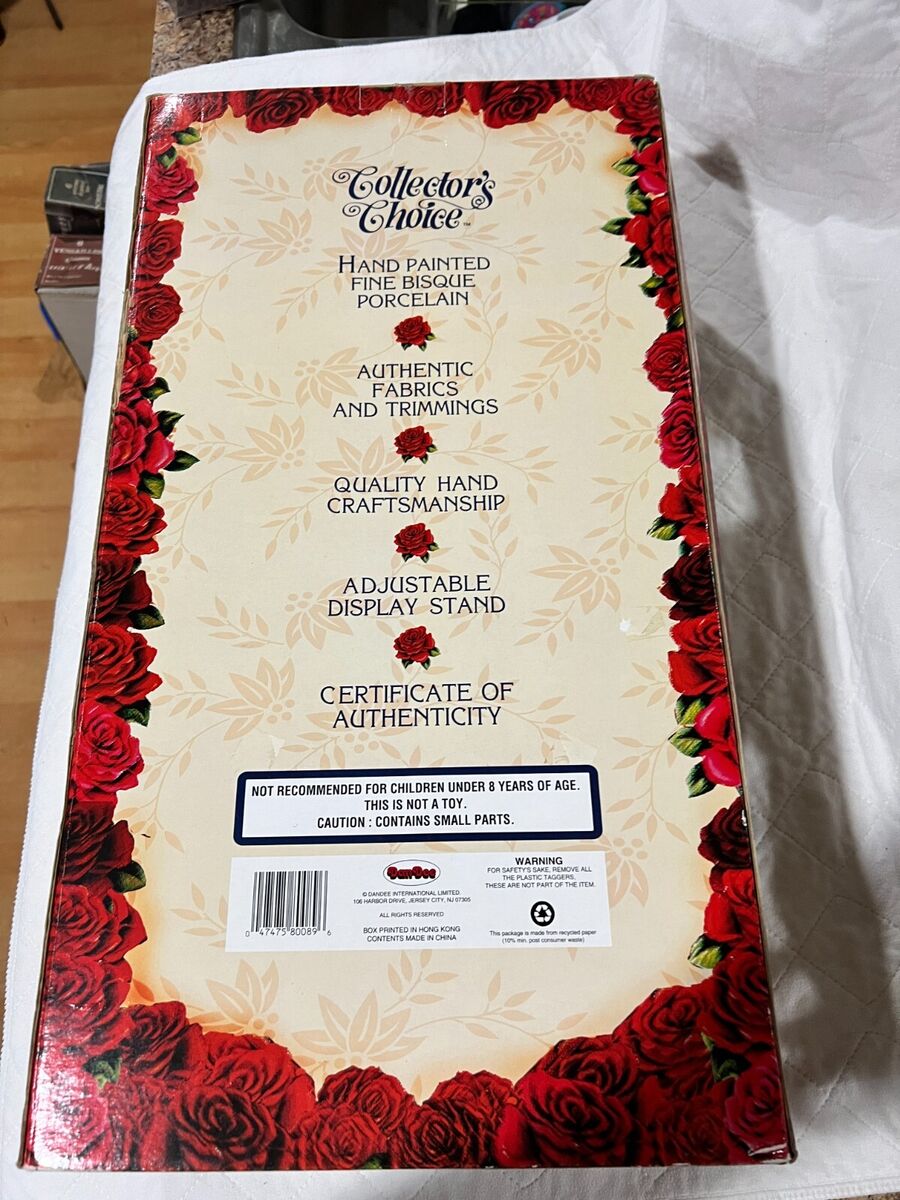 Collector's
Choice™
HAND PAINTED
FINE BISQUE
PORCELAIN
AUTHENTIC
FABRICS
AND TRIMMINGS
QUALITY HAND
CRAFTSMANSHIP
ADJUSTABLE
DISPLAY STAND
CERTIFICATE OF
AUTHENTICITY
NOT RECOMMENDED FOR CHILDREN UNDER 8 YEARS OF AGE.
THIS IS NOT A TOY.
CAUTION : CONTAINS SMALL PARTS.
0 47475 80089 6
DanDee
© DANDEE INTERNATIONAL LIMITED.
106 HARBOR DRIVE, JERSEY CITY, NJ 07305
ALL RIGHTS RESERVED
BOX PRINTED IN HONG KONG
CONTENTS MADE IN CHINA
WARNING
FOR SAFETY'S SAKE, REMOVE ALL
THE PLASTIC TAGGERS.
THESE ARE NOT PART OF THE ITEM.
This package is made from recycled paper
(10% min. post consumer waste)